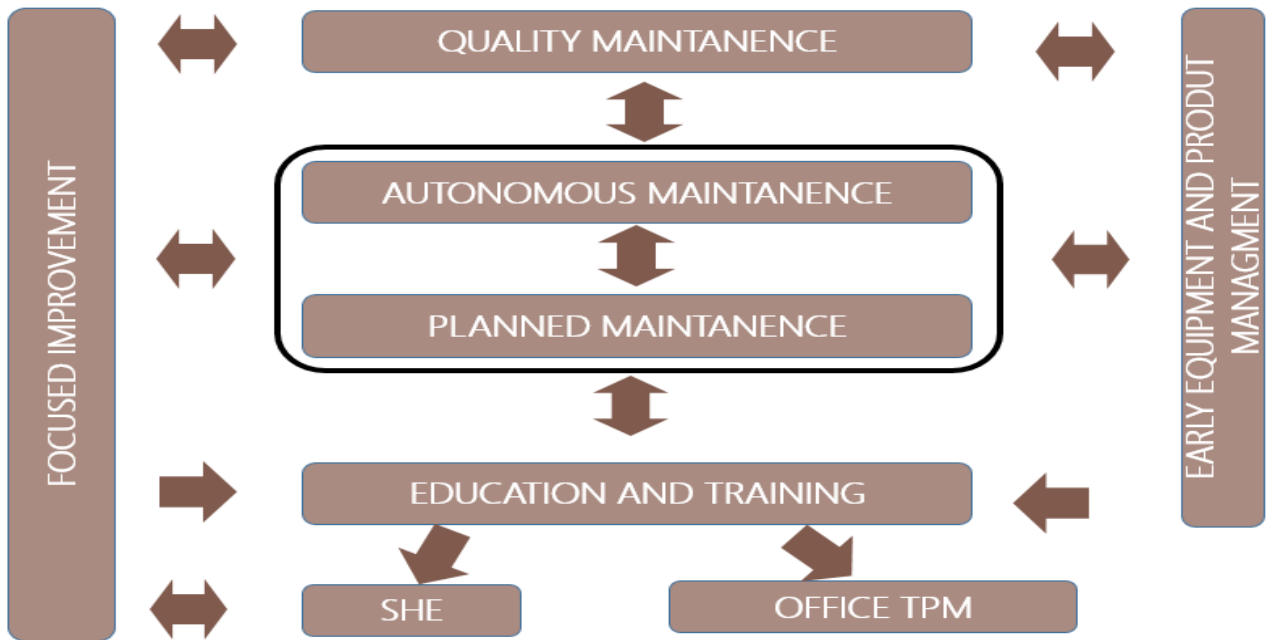 QUALITY MAINTANENCE
AUTONOMOUS MAINTANENCE
PLANNED MAINTANENCE
EDUCATION AND TRAINING
SHE
OFFICE TPM
FOCUSED IMPROVEMENT
EARLY EQUIPMENT AND PRODUT
MANAGMENT